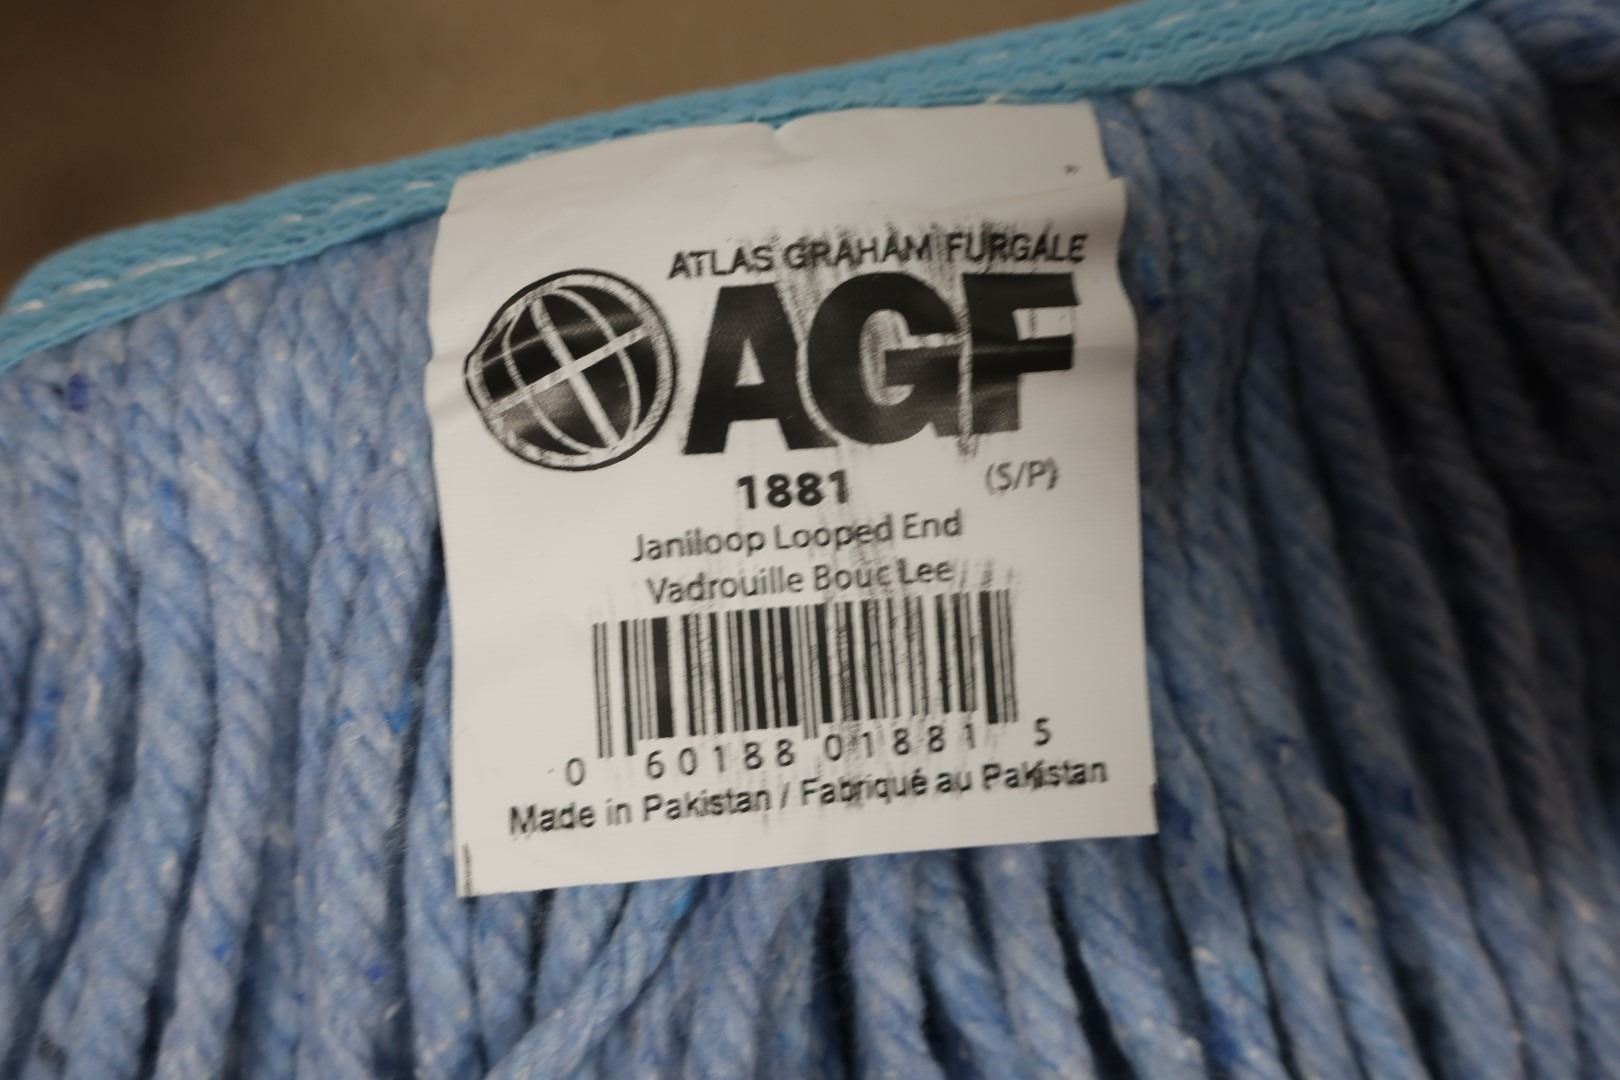 ATLAS GRAHAM FURGALE
AGF
1881 (S/P)
Janiloop Looped End
Vadrouille Bouc Lee
0 60188 01881 5
Made in Pakistan / Fabriqué au Pakistan